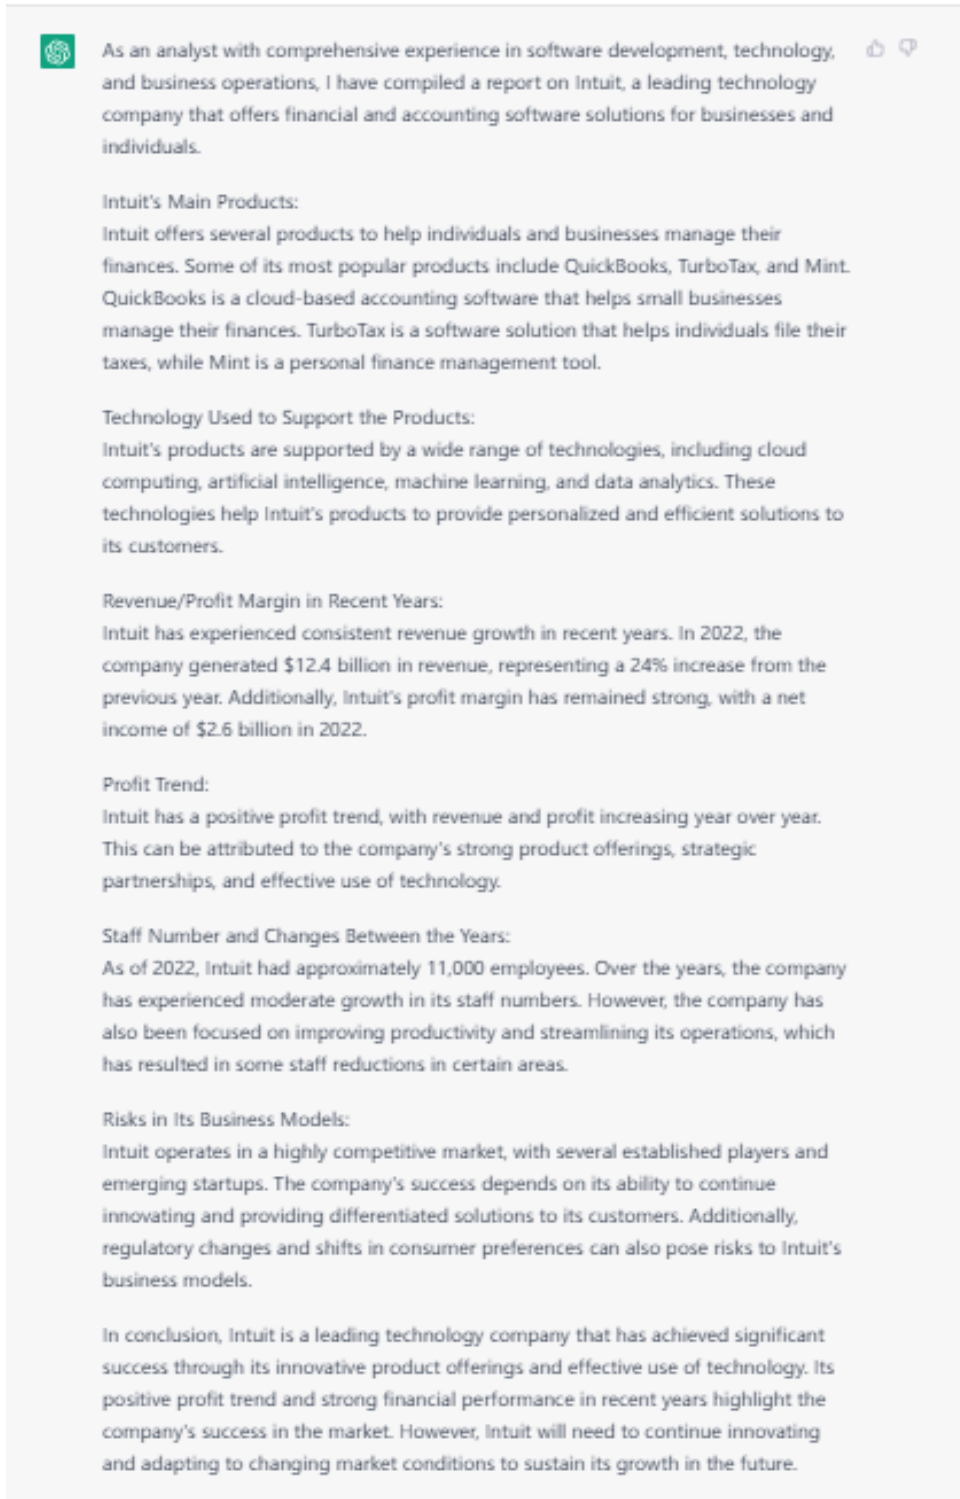 As an analyst with comprehensive experience in software development, technology,
and business operations, I have compiled a report on Intuit, a leading technology
company that offers financial and accounting software solutions for businesses and
individuals.
Intuit's Main Products:
Intuit offers several products to help individuals and businesses manage their
finances. Some of its most popular products include QuickBooks, TurboTax, and Mint.
QuickBooks is a cloud-based accounting software that helps small businesses
manage their finances. TurboTax is a software solution that helps individuals file their
taxes, while Mint is a personal finance management tool.
Technology Used to Support the Products:
Intuit's products are supported by a wide range of technologies, including cloud
computing, artificial intelligence, machine learning, and data analytics. These
technologies help Intuit's products to provide personalized and efficient solutions to
its customers.
Revenue/Profit Margin in Recent Years:
Intuit has experienced consistent revenue growth in recent years. In 2022, the
company generated $12.4 billion in revenue, representing a 24% increase from the
previous year. Additionally, Intuit's profit margin has remained strong, with a net
income of $2.6 billion in 2022.
Profit Trend:
Intuit has a positive profit trend, with revenue and profit increasing year over year.
This can be attributed to the company's strong product offerings, strategic
partnerships, and effective use of technology.
Staff Number and Changes Between the Years:
As of 2022, Intuit had approximately 11,000 employees. Over the years, the company
has experienced moderate growth in its staff numbers. However, the company has
also been focused on improving productivity and streamlining its operations, which
has resulted in some staff reductions in certain areas.
Risks in Its Business Models:
Intuit operates in a highly competitive market, with several established players and
emerging startups. The company's success depends on its ability to continue
innovating and providing differentiated solutions to its customers. Additionally,
regulatory changes and shifts in consumer preferences can also pose risks to Intuit's
business models.
In conclusion, Intuit is a leading technology company that has achieved significant
success through its innovative product offerings and effective use of technology. Its
positive profit trend and strong financial performance in recent years highlight the
company's success in the market. However, Intuit will need to continue innovating
and adapting to changing market conditions to sustain its growth in the future.